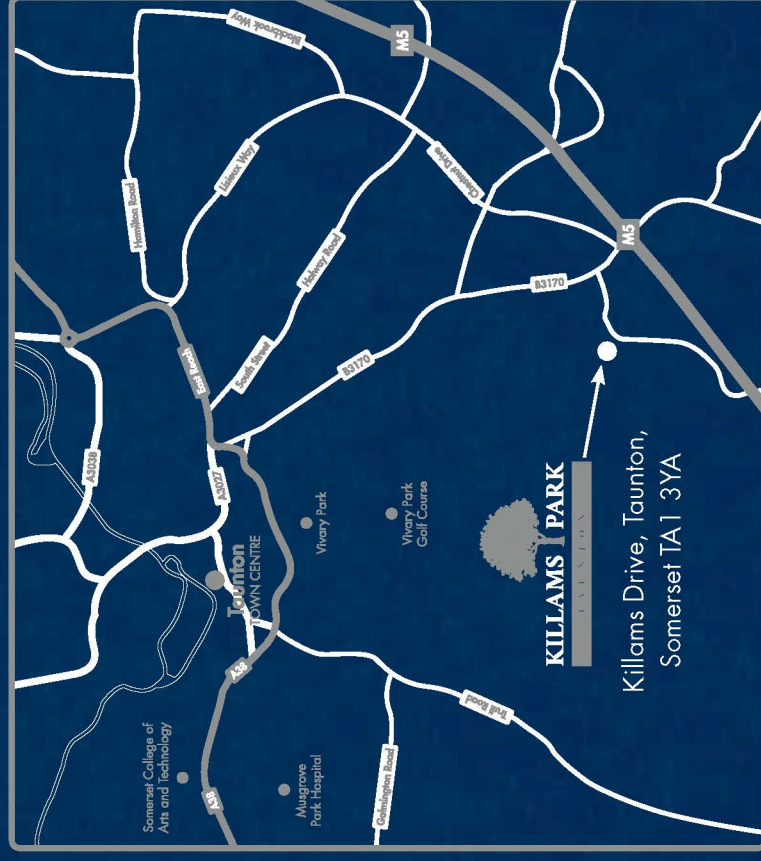 Somerset College of
Arts and Technology
A38
Musgrove
Park Hospital
Galmington Road
A38
Trull Road
Taunton
TOWN CENTRE
Vivary Park
Vivary Park
Golf Course
A3038
A3027
East Reach
South Street
B3170
Holway Road
Hamilton Road
Lisieux Way
Blackbrook Way
Chestnut Drive
B3170
M5
M5
KILLAMS PARK
TAUNTON
Killams Drive, Taunton,
Somerset TA1 3YA